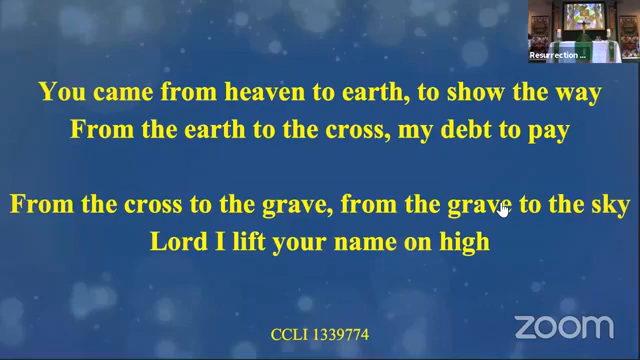 Resurrection ...
You came from heaven to earth, to show the way
From the earth to the cross, my debt to pay
From the cross to the grave, from the grave to the sky
Lord I lift your name on high
CCLI 1339774
zoom